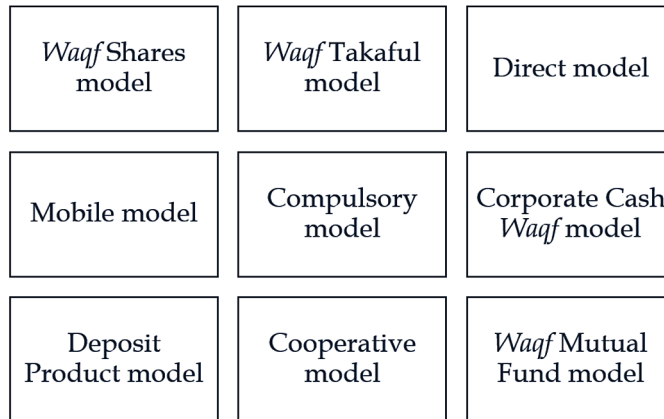 Waqf Shares
model
Waqf Takaful
model
Direct model
Mobile model
Compulsory
model
Corporate Cash
Waqf model
Deposit
Product model
Cooperative
model
Waqf Mutual
Fund model